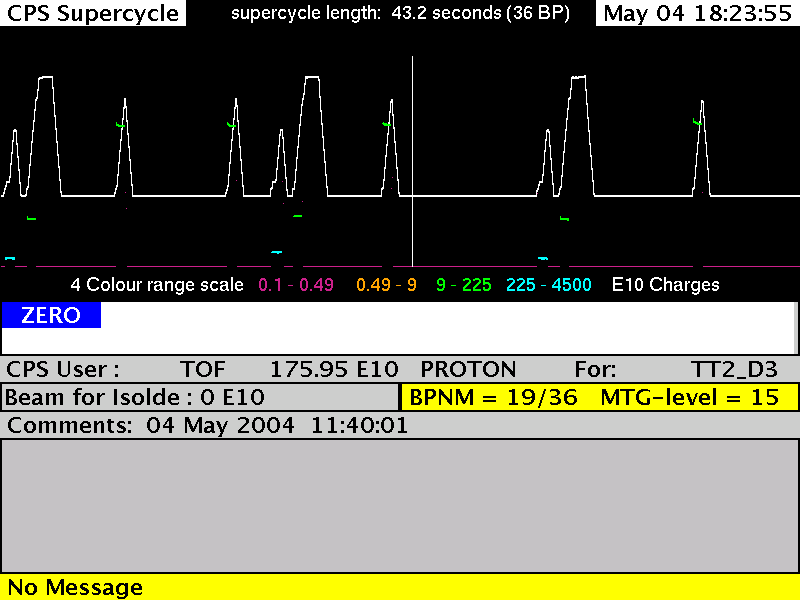 CPS Supercycle supercycle length: 43.2 seconds (36 BP) May 04 18:23:55
4 Colour range scale 0.1 - 0.49 0.49 - 9 9 - 225 225 - 4500 E10 Charges
ZERO
CPS User : TOF 175.95 E10 PROTON For: TT2_D3
Beam for Isolde : 0 E10 BPNM = 19/36 MTG-level = 15
Comments: 04 May 2004 11:40:01
No Message